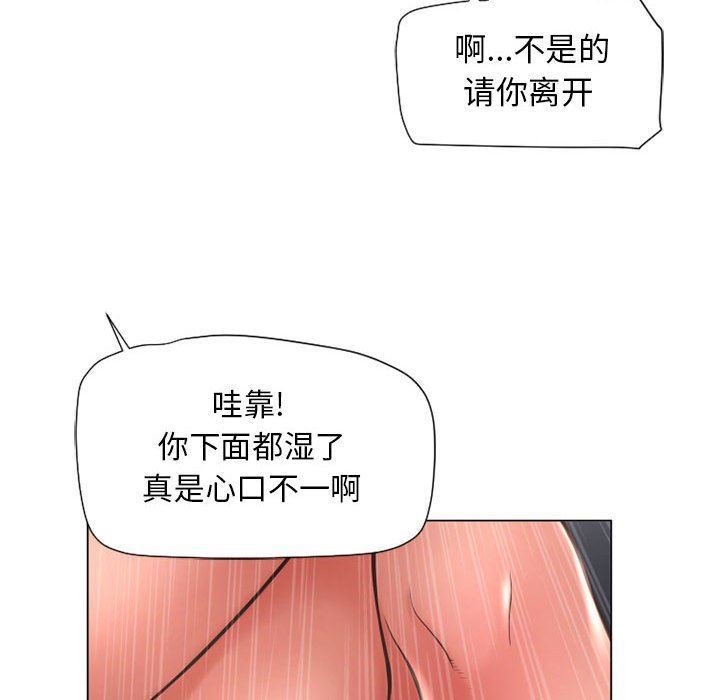 啊...不是的
请你离开
哇靠!
你下面都湿了
真是心口不一啊